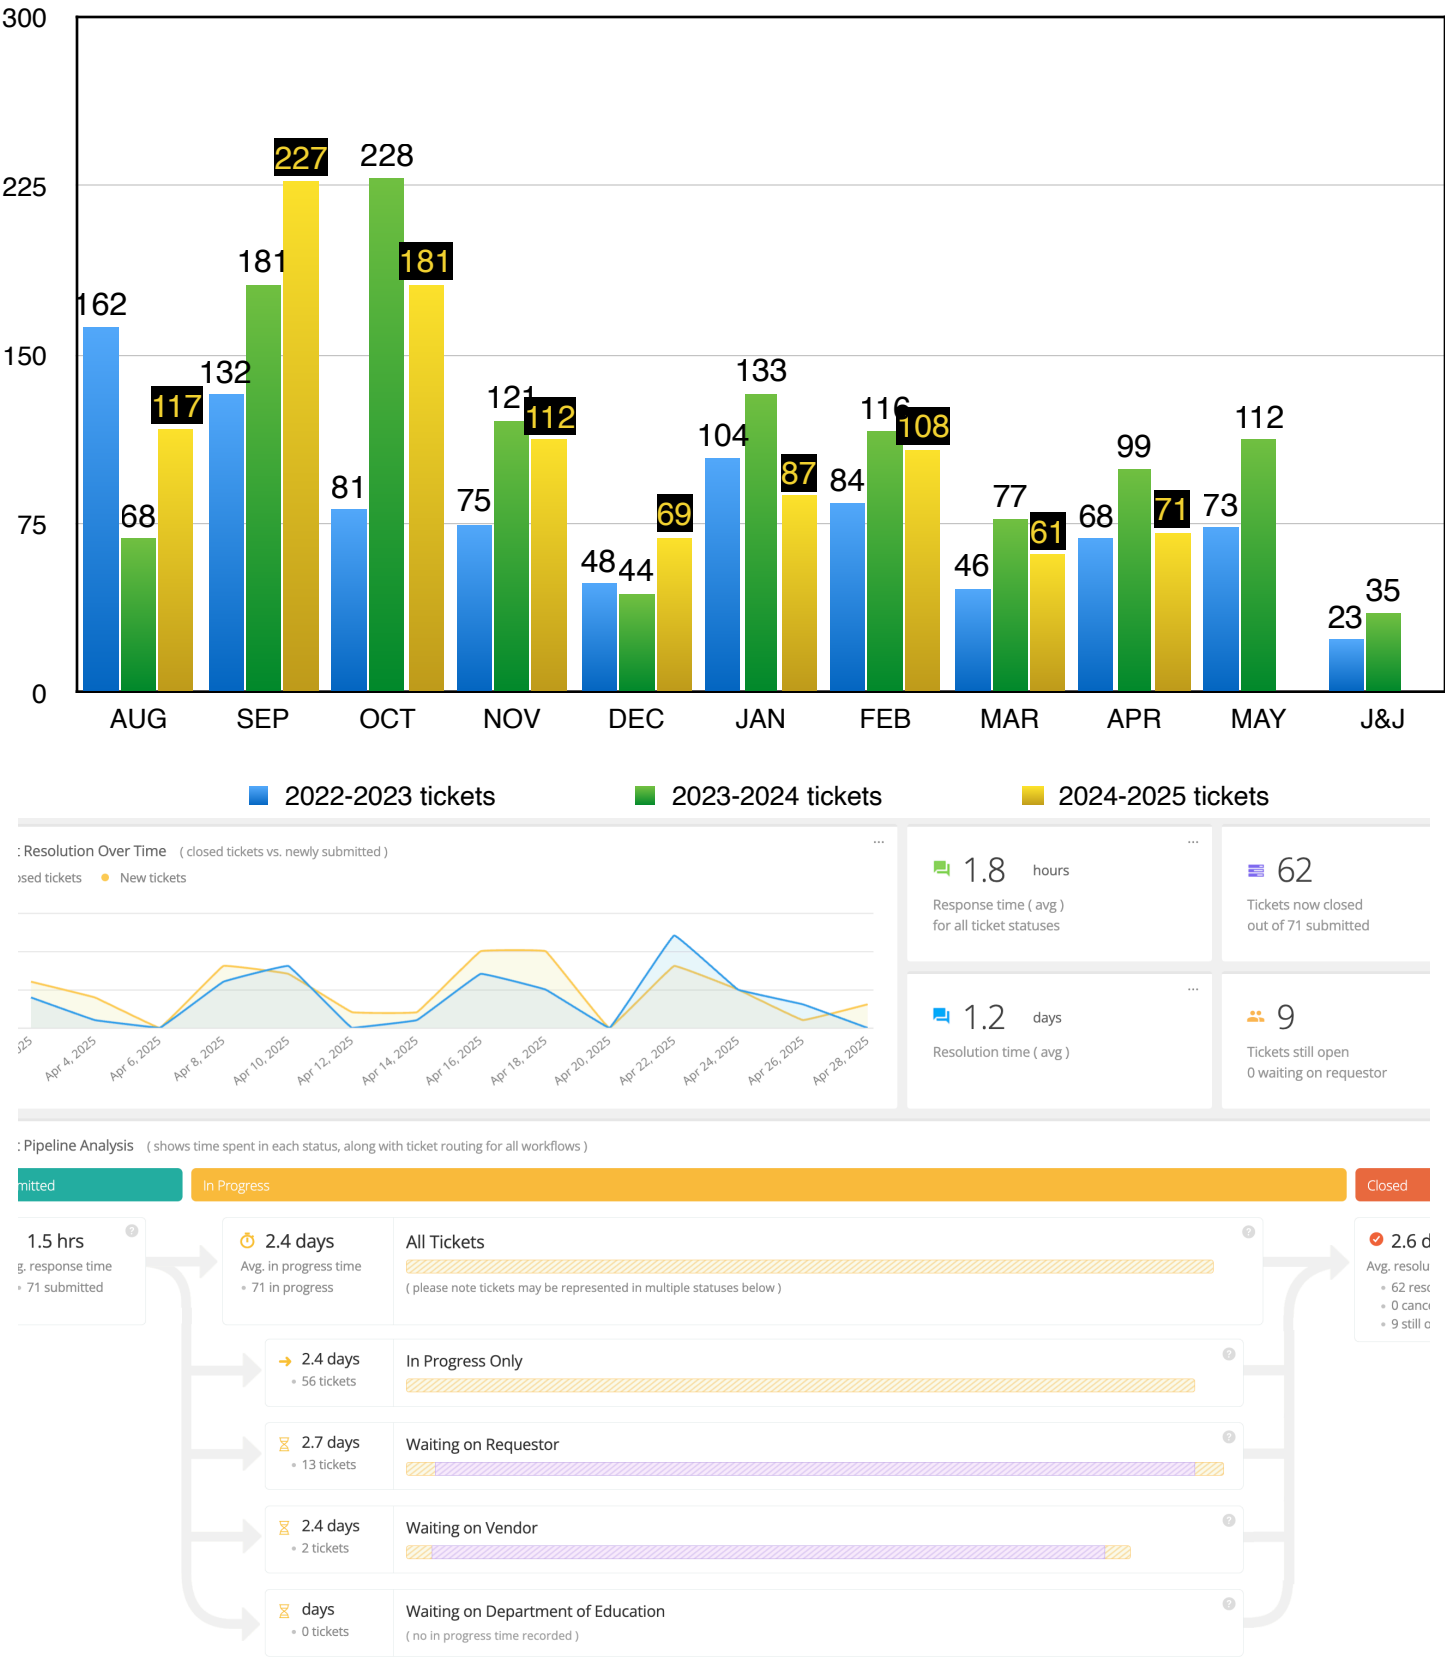 300
225
150
75
0
162
68
117
132
181
227
81
228
181
75
121
112
48
44
69
104
133
87
84
116
108
46
77
61
68
99
71
73
112
23
35
AUG SEP OCT NOV DEC JAN FEB MAR APR MAY J&J
2022-2023 tickets 2023-2024 tickets 2024-2025 tickets
: Resolution Over Time ( closed tickets vs. newly submitted ) ...
osed tickets New tickets
025 Apr 4, 2025 Apr 6, 2025 Apr 8, 2025 Apr 10, 2025 Apr 12, 2025 Apr 14, 2025 Apr 16, 2025 Apr 18, 2025 Apr 20, 2025 Apr 22, 2025 Apr 24, 2025 Apr 26, 2025 Apr 28, 2025
...
1.8 hours
Response time ( avg )
for all ticket statuses
62
Tickets now closed
out of 71 submitted
...
1.2 days
Resolution time ( avg )
9
Tickets still open
0 waiting on requestor
: Pipeline Analysis ( shows time spent in each status, along with ticket routing for all workflows )
mitted In Progress Closed
1.5 hrs ?
g. response time
• 71 submitted
2.4 days
Avg. in progress time
• 71 in progress
All Tickets ?
( please note tickets may be represented in multiple statuses below )
2.6 d
Avg. resolu
• 62 reso
• 0 cance
• 9 still o
2.4 days
• 56 tickets
In Progress Only ?
2.7 days
• 13 tickets
Waiting on Requestor ?
2.4 days
• 2 tickets
Waiting on Vendor ?
days
• 0 tickets
Waiting on Department of Education ?
( no in progress time recorded )